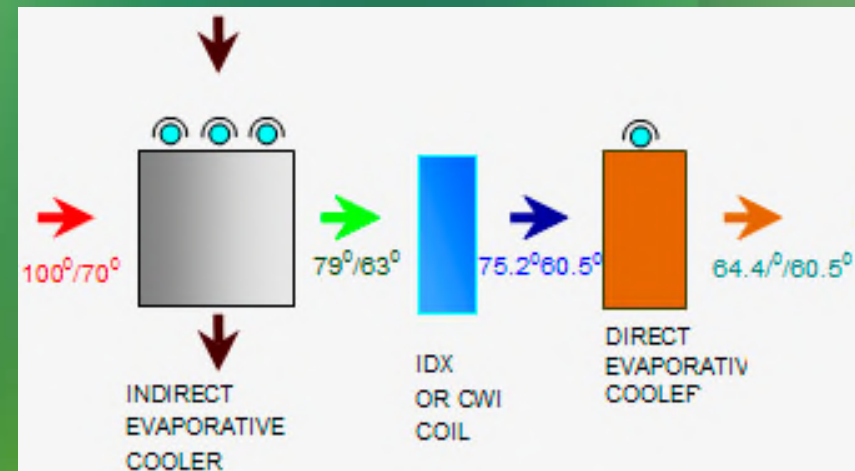 100⁰/70⁰
79⁰/63⁰
75.2⁰60.5⁰
64.4/⁰/60.5⁰
INDIRECT
EVAPORATIVE
COOLER
IDX
OR CWI
COIL
DIRECT
EVAPORATIV
COOLEF